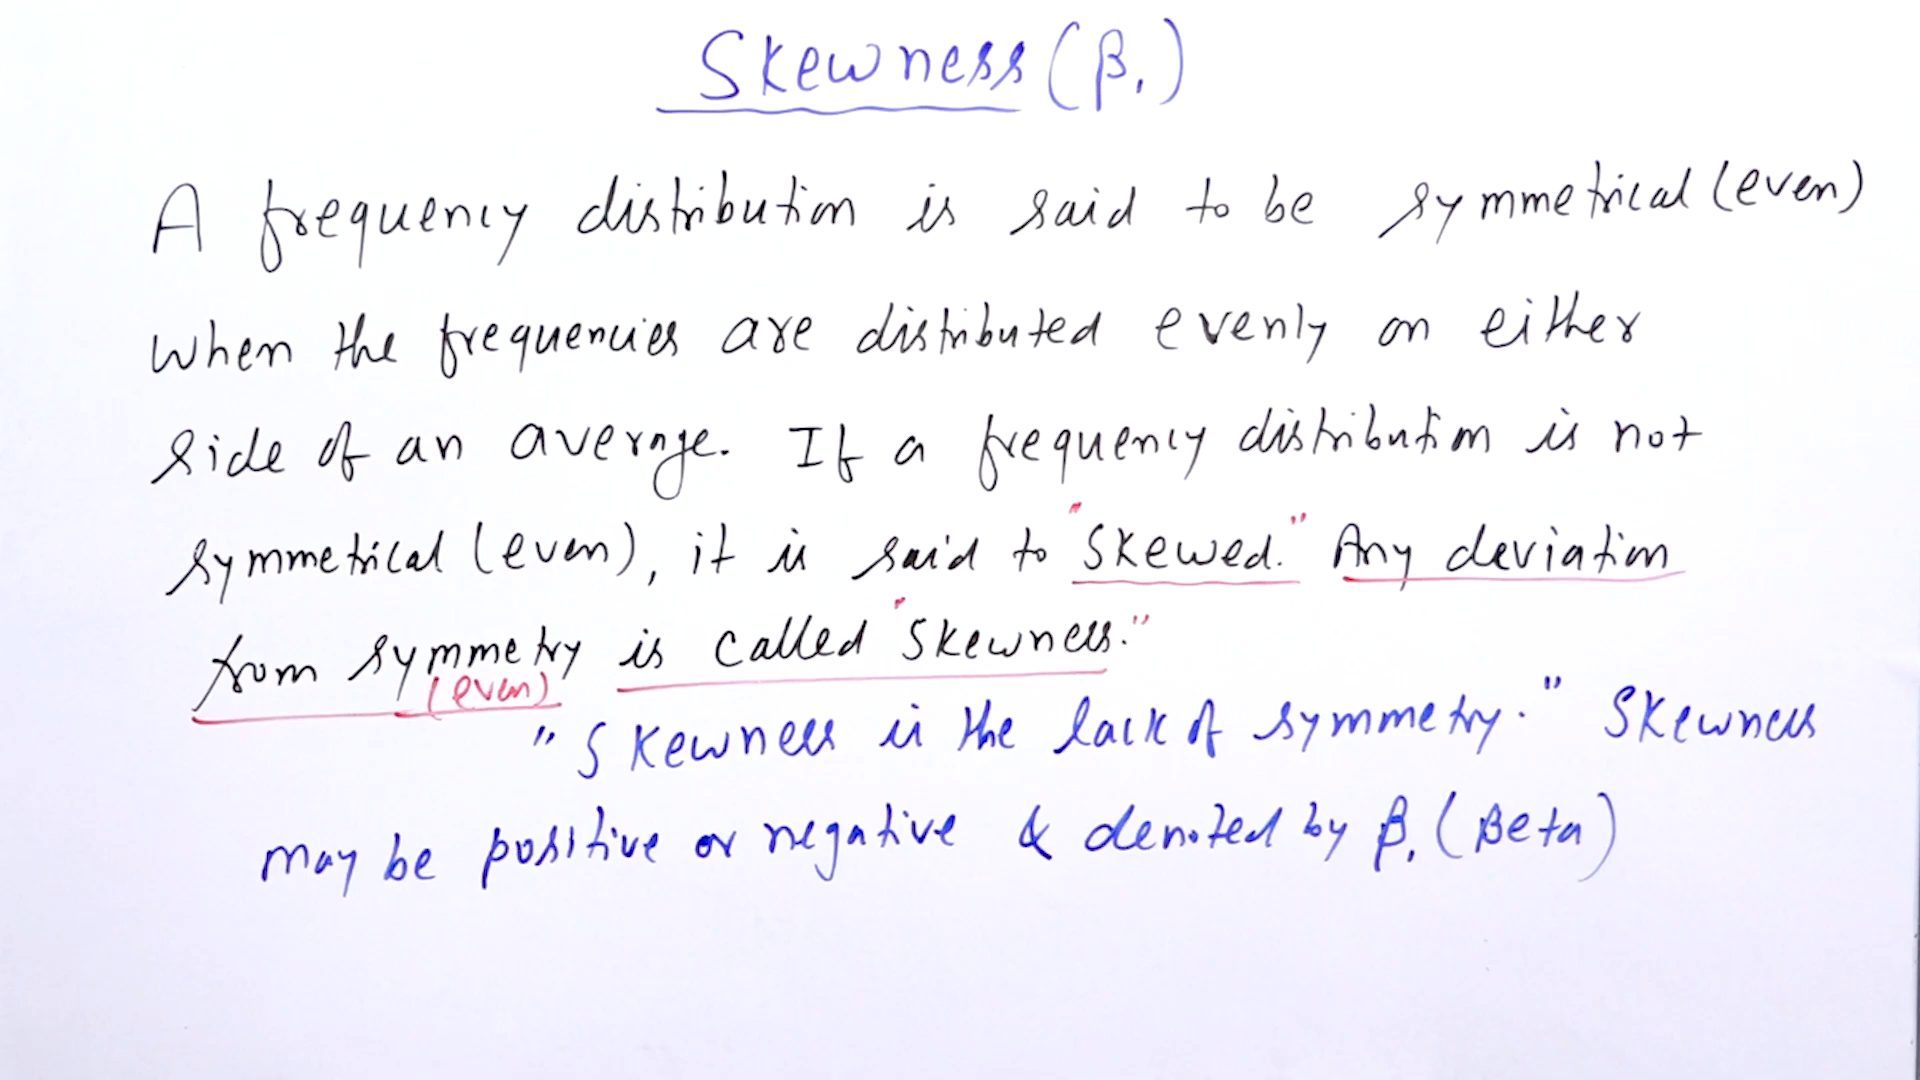 Skewness (β₁)
A frequency distribution is said to be symmetrical (even)
when the frequencies are distributed evenly on either
side of an average. If a frequency distribution is not
symmetrical (even), it is said to "Skewed." Any deviation
from symmetry is called "Skewness."
(even)
"Skewness is the lack of symmetry." Skewness
may be positive or negative & denoted by β₁ (Beta)